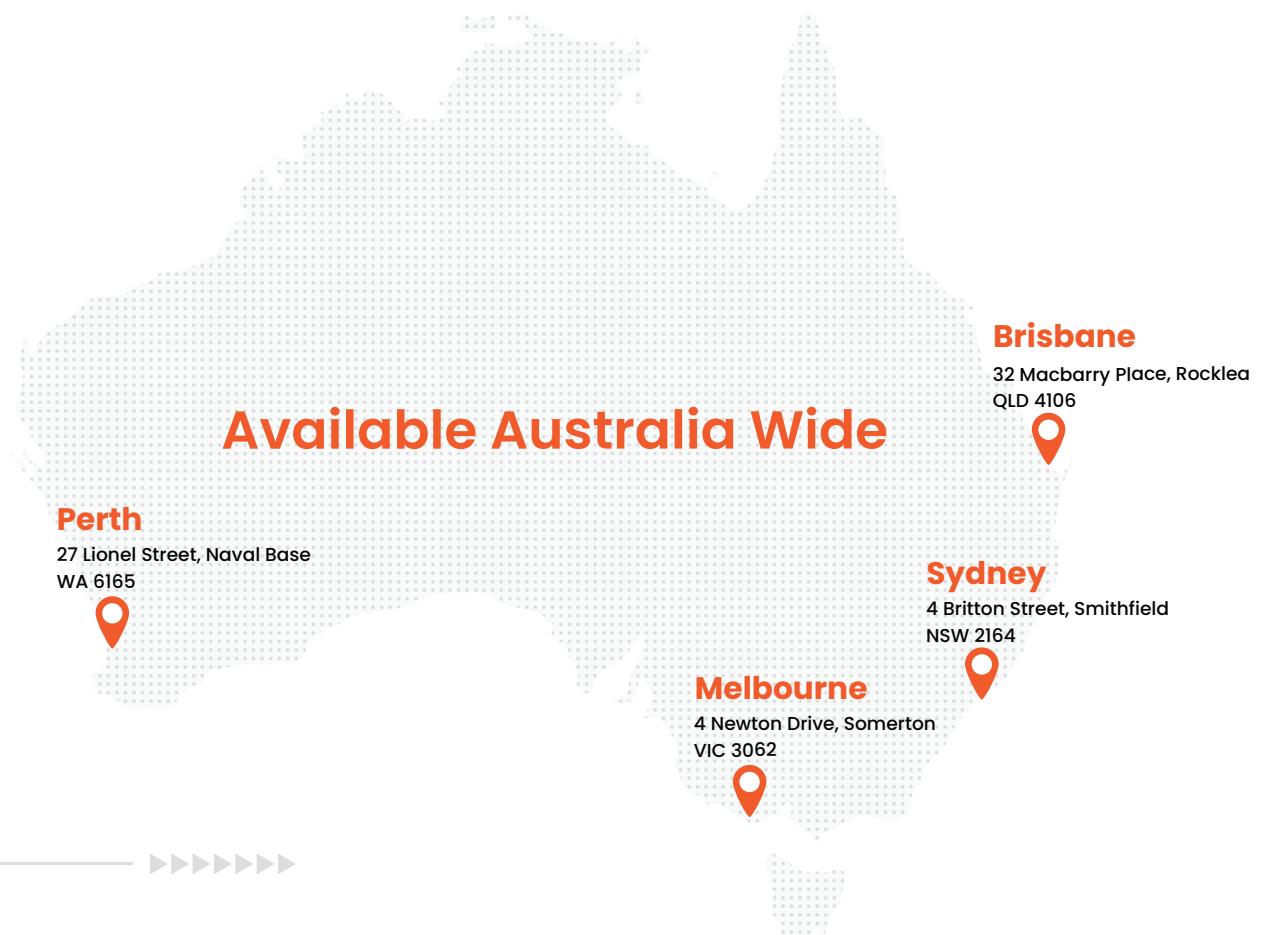 Brisbane
32 Macbarry Place, Rocklea
QLD 4106
Available Australia Wide
Perth
27 Lionel Street, Naval Base
WA 6165
Sydney
4 Britton Street, Smithfield
NSW 2164
Melbourne
4 Newton Drive, Somerton
VIC 3062